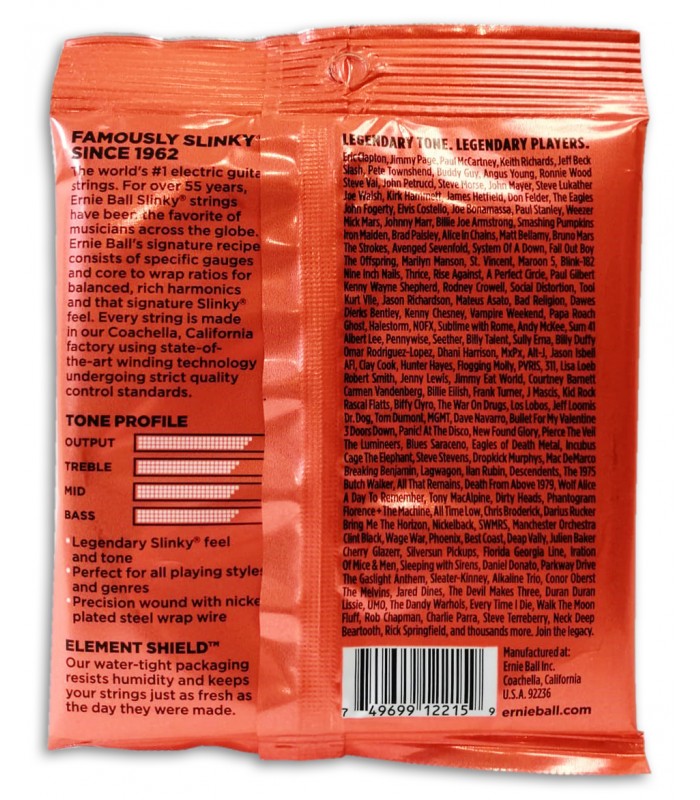 FAMOUSLY SLINKY®
SINCE 1962
The world's #1 electric guita
strings. For over 55 years,
Ernie Ball Slinky® strings
have been the favorite of
musicians across the globe.
Ernie Ball's signature recipe
consists of specific gauges
and core to wrap ratios for
balanced, rich harmonics
and that signature Slinky®
feel. Every string is made
in our Coachella, California
factory using state-of-
the-art winding technology
undergoing strict quality
control standards.
TONE PROFILE
OUTPUT
TREBLE
MID
BASS
• Legendary Slinky® feel
and tone
• Perfect for all playing styles
and genres
• Precision wound with nicke
plated steel wrap wire
ELEMENT SHIELD™
Our water-tight packaging
resists humidity and keeps
your strings just as fresh as
the day they were made.
LEGENDARY TONE. LEGENDARY PLAYERS.
Eric Clapton, Jimmy Page, Paul McCartney, Keith Richards, Jeff Beck
Slash, Pete Townshend, Buddy Guy, Angus Young, Ronnie Wood
Steve Vai, John Petrucci, Steve Morse, John Mayer, Steve Lukather
Joe Walsh, Kirk Hammett, James Hetfield, Don Felder, The Eagles
John Fogerty, Elvis Costello, Joe Bonamassa, Paul Stanley, Weezer
Mick Mars, Johnny Marr, Billie Joe Armstrong, Smashing Pumpkins
Iron Maiden, Brad Paisley, Alice In Chains, Matt Bellamy, Bruno Mars
The Strokes, Avenged Sevenfold, System Of A Down, Fall Out Boy
The Offspring, Marilyn Manson, St. Vincent, Maroon 5, Blink-182
Nine Inch Nails, Thrice, Rise Against, A Perfect Circle, Paul Gilbert
Kenny Wayne Shepherd, Rodney Crowell, Social Distortion, Tool
Kurt Vile, Jason Richardson, Mateus Asato, Bad Religion, Dawes
Dierks Bentley, Kenny Chesney, Vampire Weekend, Papa Roach
Ghost, Halestorm, NOFX, Sublime with Rome, Andy McKee, Sum 41
Albert Lee, Pennywise, Seether, Billy Talent, Sully Erna, Billy Duffy
Omar Rodriguez-Lopez, Dhani Harrison, MxPx, Alt-J, Jason Isbell
AFI, Clay Cook, Hunter Hayes, Flogging Molly, PVRIS, 311, Lisa Loeb
Robert Smith, Jenny Lewis, Jimmy Eat World, Courtney Barnett
Carmen Vandenberg, Billie Eilish, Frank Turner, J Mascis, Kid Rock
Rascal Flatts, Biffy Clyro, The War On Drugs, Los Lobos, Jeff Loomis
Dr. Dog, Tom Dumont, MGMT, Dave Navarro, Bullet For My Valentine
3 Doors Down, Panic! At The Disco, New Found Glory, Pierce The Veil
The Lumineers, Blues Saraceno, Eagles of Death Metal, Incubus
Cage The Elephant, Steve Stevens, Dropkick Murphys, Mac DeMarco
Breaking Benjamin, Lagwagon, Ilan Rubin, Descendents, The 1975
Butch Walker, All That Remains, Death From Above 1979, Wolf Alice
A Day To Remember, Tony MacAlpine, Dirty Heads, Phantogram
Florence+The Machine, All Time Low, Chris Broderick, Darius Rucker
Bring Me The Horizon, Nickelback, SWMRS, Manchester Orchestra
Clint Black, Wage War, Phoenix, Best Coast, Deap Vally, Julien Baker
Cherry Glazerr, Silversun Pickups, Florida Georgia Line, Iration
Of Mice & Men, Sleeping with Sirens, Daniel Donato, Parkway Drive
The Gaslight Anthem, Sleater-Kinney, Alkaline Trio, Conor Oberst
The Melvins, Jared Dines, The Devil Makes Three, Duran Duran
Lissie, UMO, The Dandy Warhols, Every Time I Die, Walk The Moon
Fluff, Rob Chapman, Charlie Parra, Steve Terreberry, Neck Deep
Beartooth, Rick Springfield, and thousands more. Join the legacy.
7 49699 12215 9
Manufactured at:
Ernie Ball Inc.
Coachella, California
U.S.A. 92236
ernieball.com